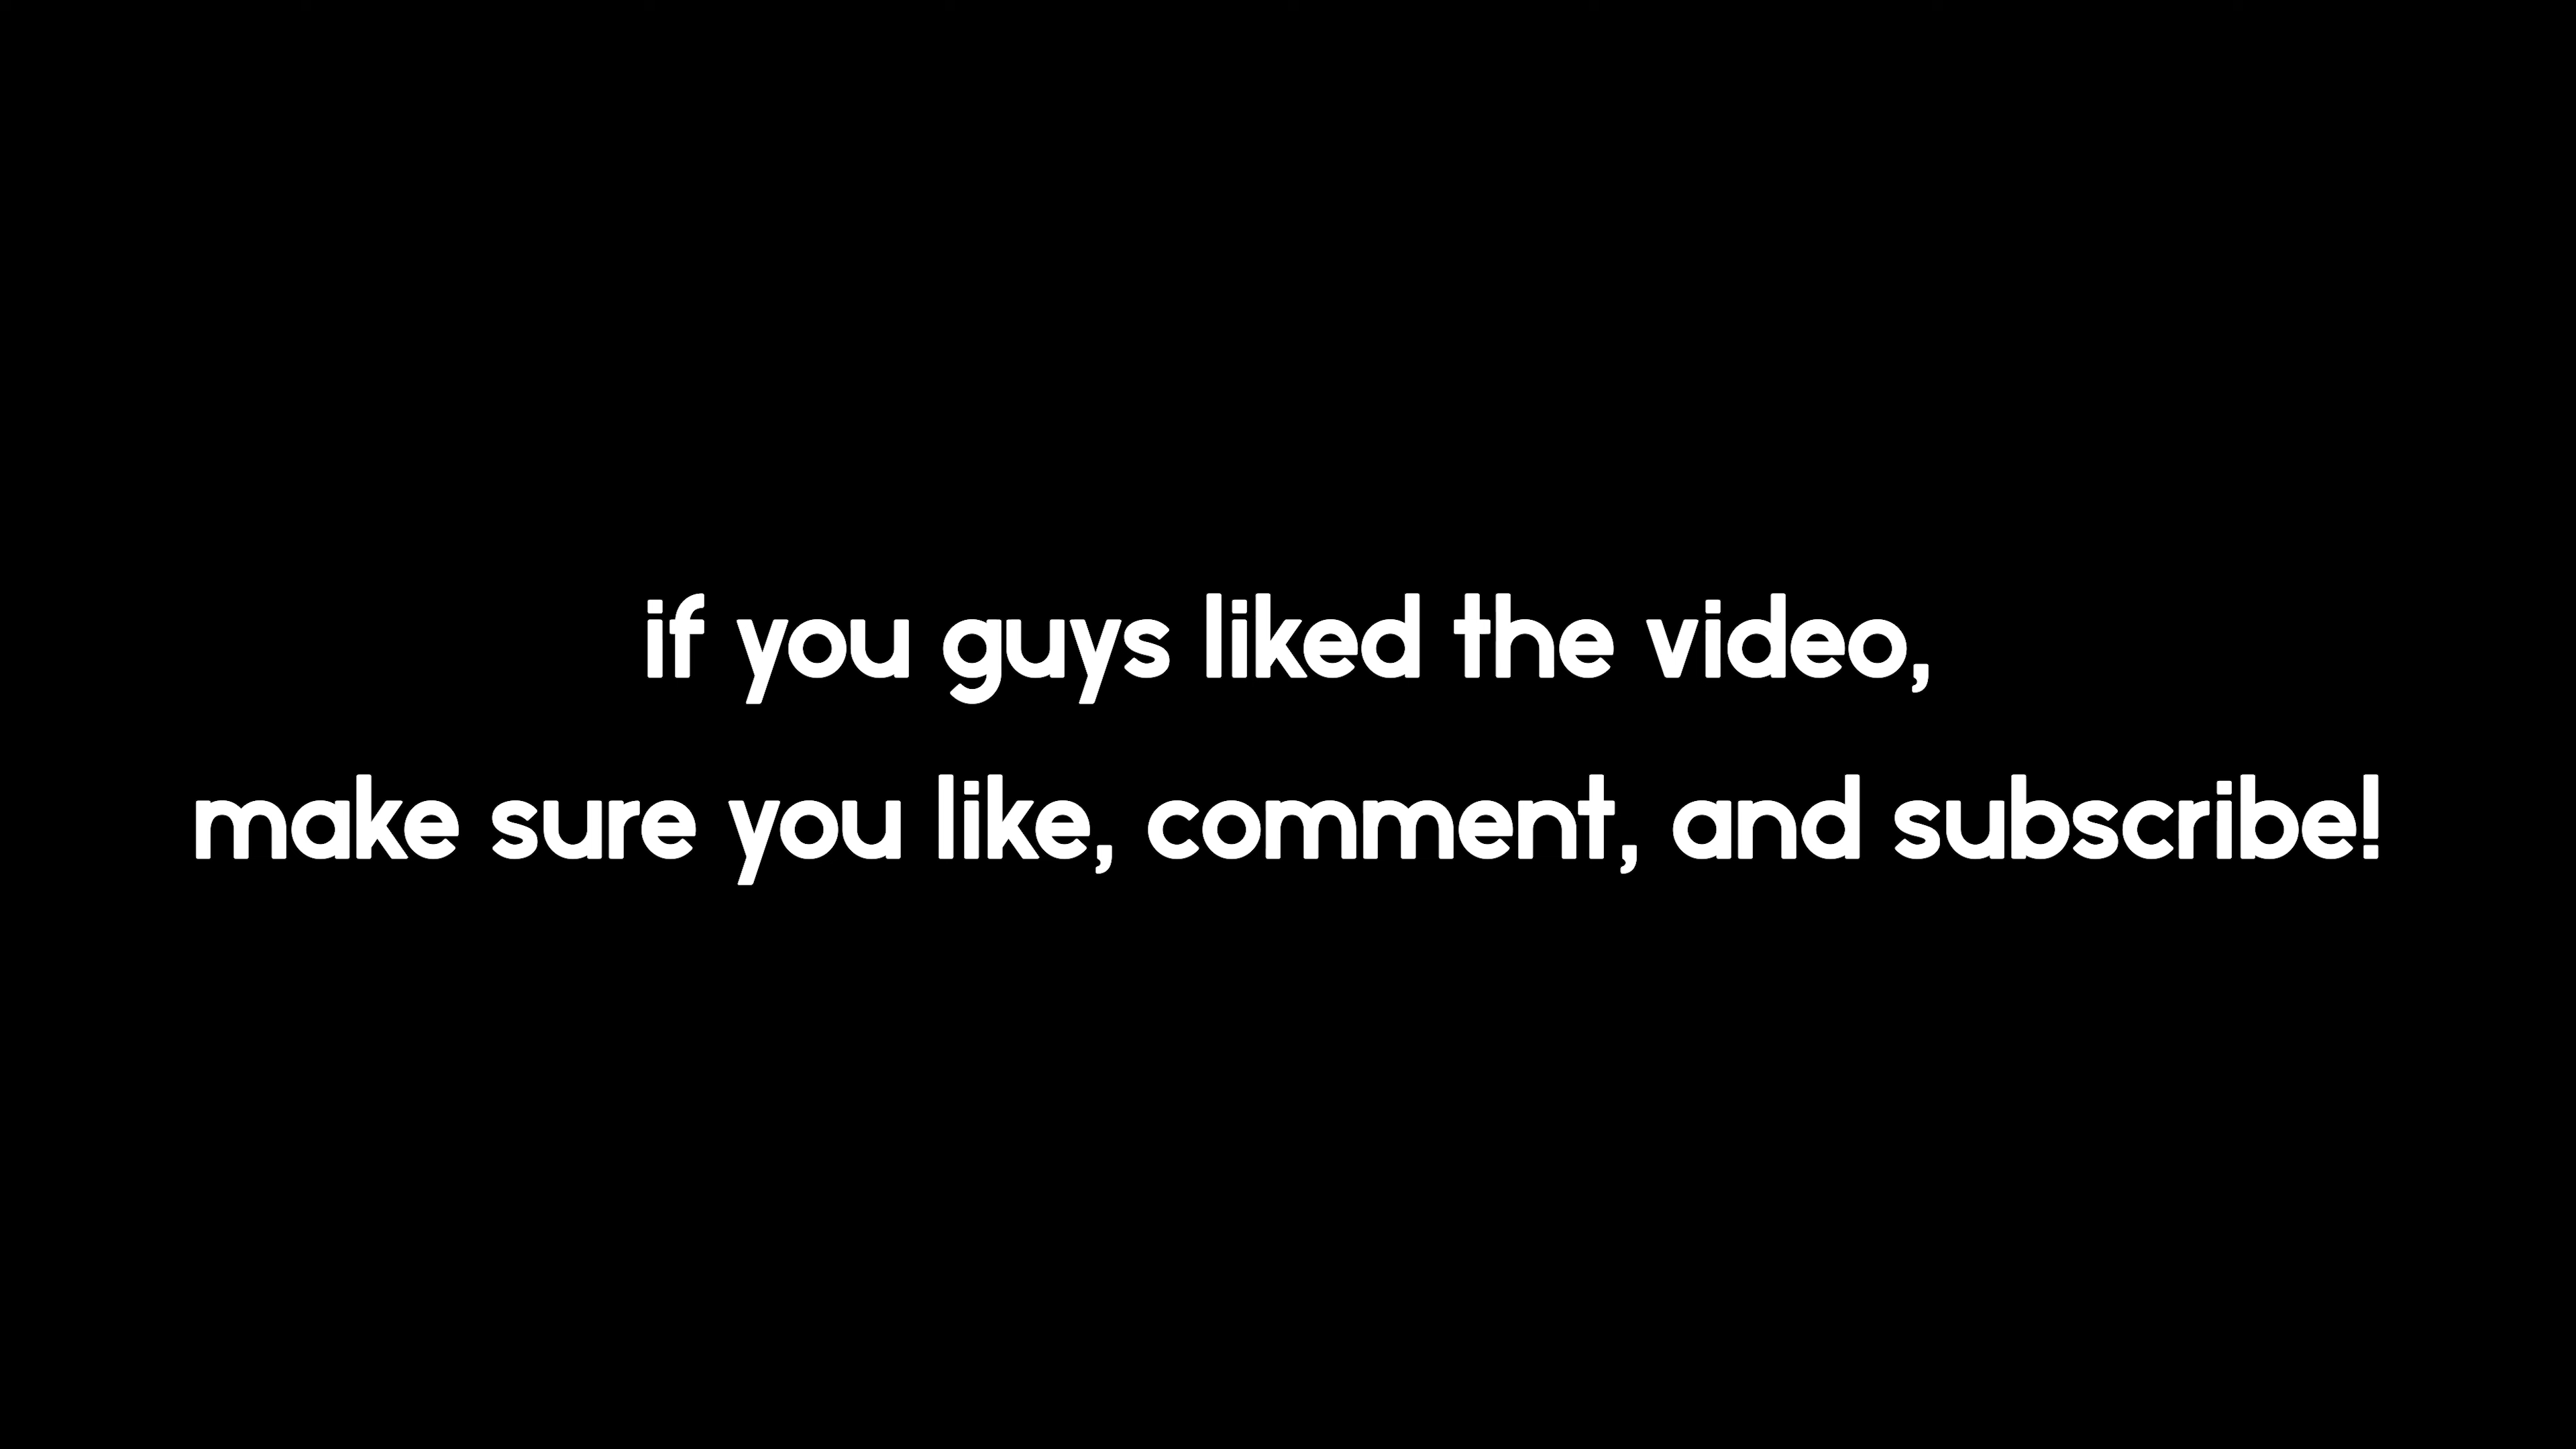 if you guys liked the video,
make sure you like, comment, and subscribe!